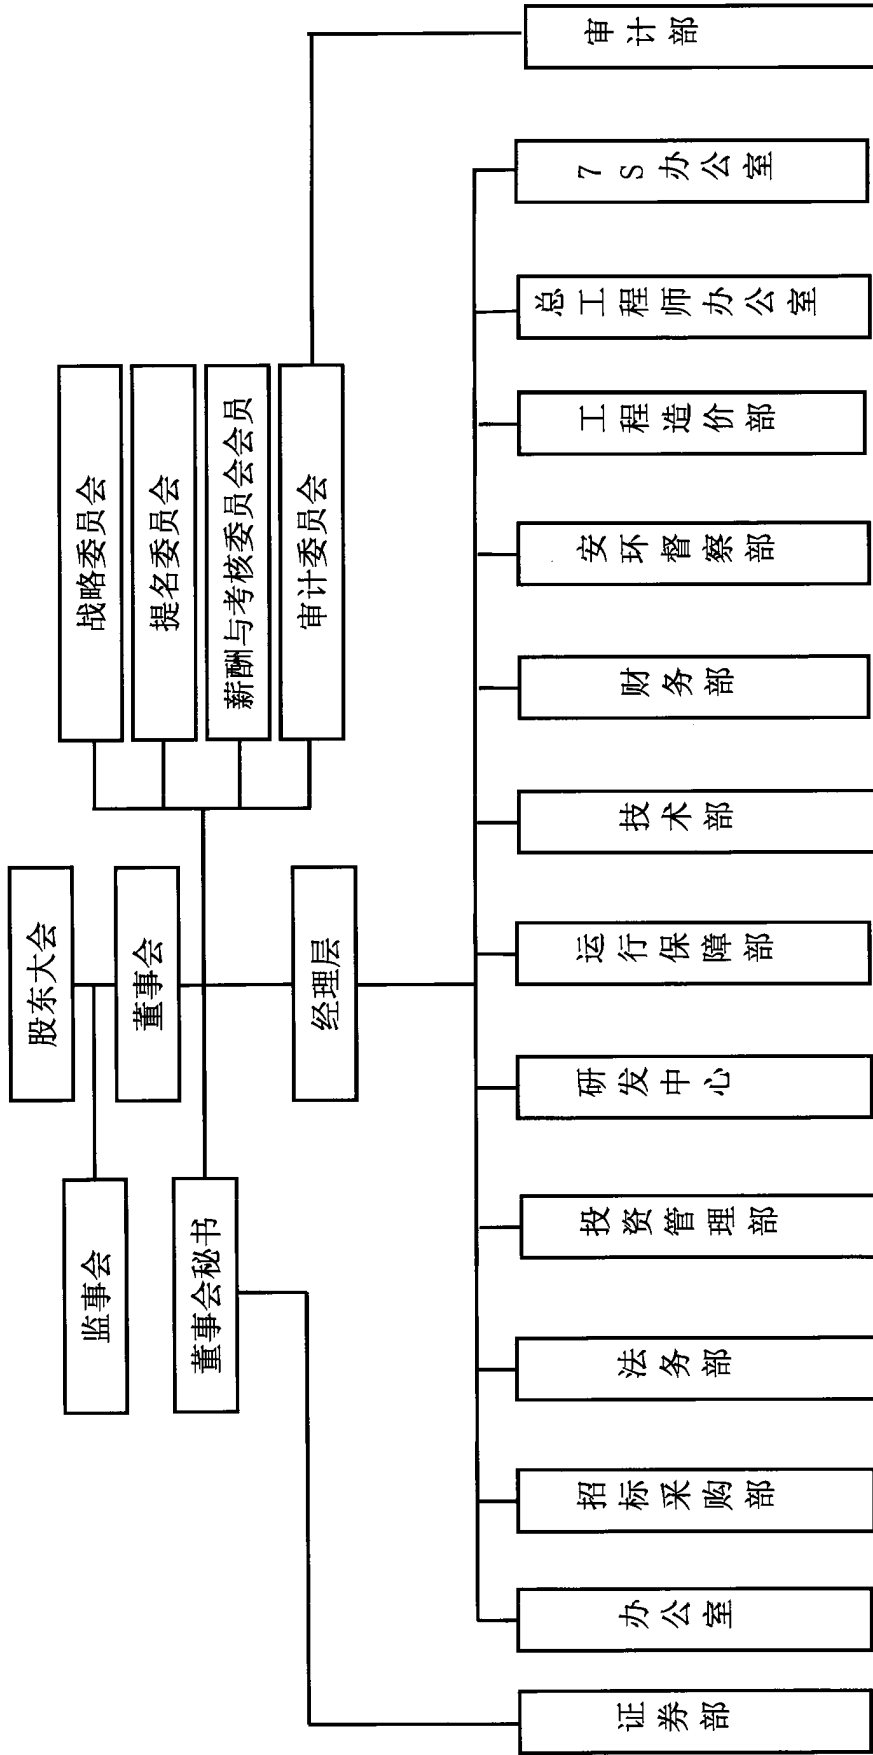 股东大会
监事会
董事会
董事会秘书
战略委员会
提名委员会
薪酬与考核委员会会员
审计委员会
经理层
证券部
办公室
招标采购部
法务部
投资管理部
研发中心
运行保障部
技术部
财务部
安环督察部
工程造价部
总工程师办公室
7S办公室
审计部